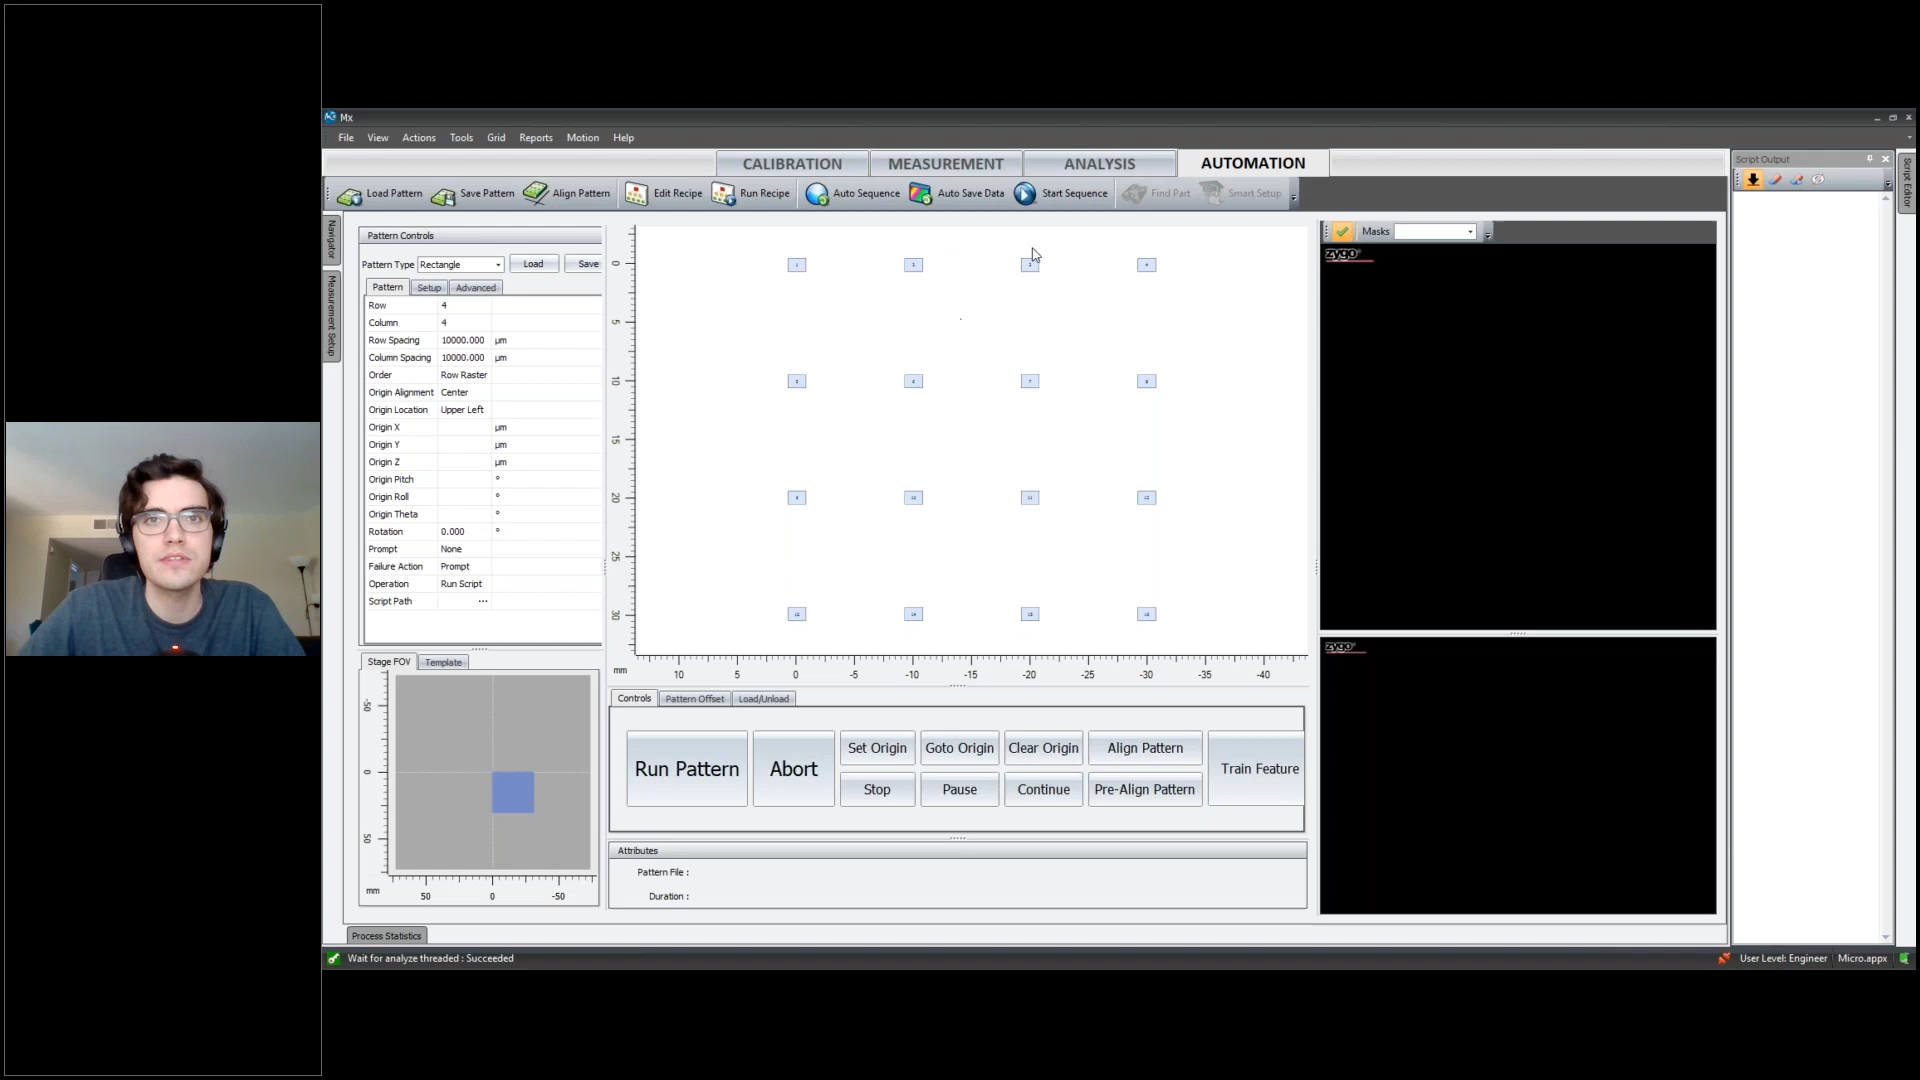 Mx
File View Actions Tools Grid Reports Motion Help
CALIBRATION MEASUREMENT ANALYSIS AUTOMATION
Script Output
Load Pattern Save Pattern Align Pattern Edit Recipe Run Recipe Auto Sequence Auto Save Data Start Sequence Find Part Smart Setup
Script Editor
Navigator
Measurement Setup
Pattern Controls
Pattern Type Rectangle Load Save
Pattern Setup Advanced
Row 4
Column 4
Row Spacing 10000.000 µm
Column Spacing 10000.000 µm
Order Row Raster
Origin Alignment Center
Origin Location Upper Left
Origin X µm
Origin Y µm
Origin Z µm
Origin Pitch °
Origin Roll °
Origin Theta °
Rotation 0.000 °
Prompt None
Failure Action Prompt
Operation Run Script
Script Path ...
Stage FOV Template
-50
0
50
mm
50 0 -50
0
5
10
15
20
25
30
mm
10 5 0 -5 -10 -15 -20 -25 -30 -35 -40
Controls Pattern Offset Load/Unload
Run Pattern Abort Set Origin Goto Origin Clear Origin Align Pattern Train Feature
Stop Pause Continue Pre-Align Pattern
Attributes
Pattern File :
Duration :
Masks
zygo
zygo
Process Statistics
Wait for analyze threaded : Succeeded
User Level: Engineer Micro.appx